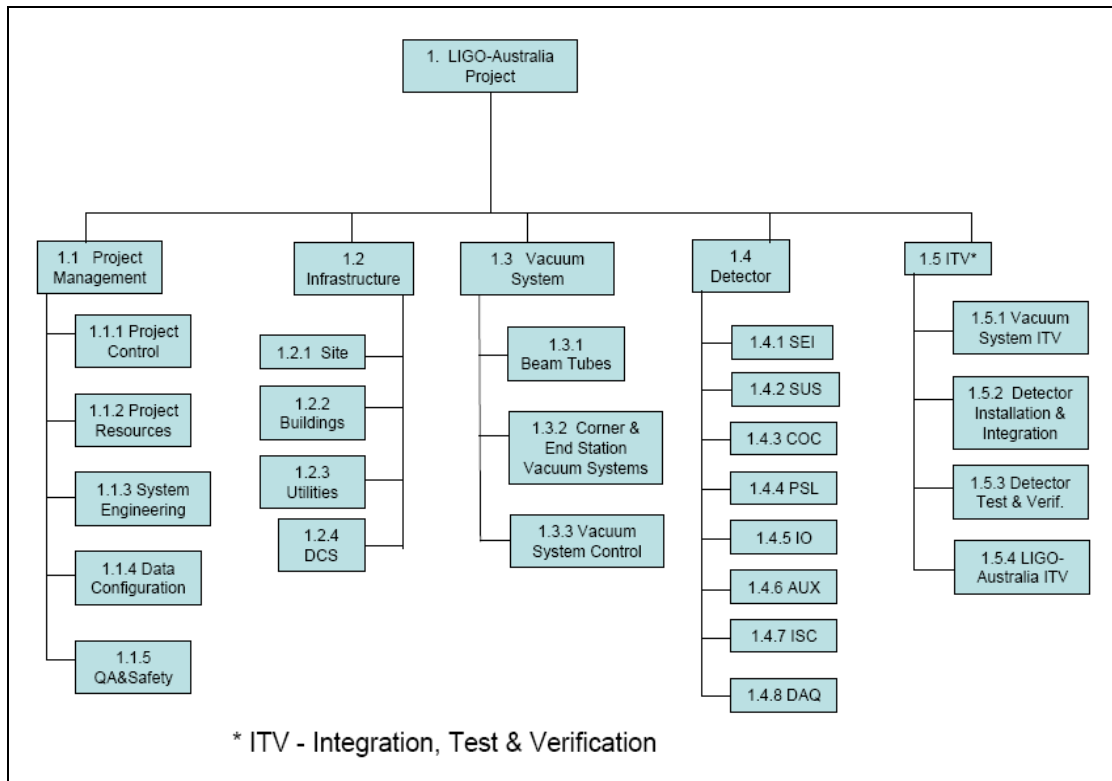 1. LIGO-Australia
Project
1.1 Project
Management
1.1.1 Project
Control
1.1.2 Project
Resources
1.1.3 System
Engineering
1.1.4 Data
Configuration
1.1.5
QA&Safety
1.2
Infrastructure
1.2.1 Site
1.2.2
Buildings
1.2.3
Utilities
1.2.4
DCS
1.3 Vacuum
System
1.3.1
Beam Tubes
1.3.2 Corner &
End Station
Vacuum Systems
1.3.3 Vacuum
System Control
1.4
Detector
1.4.1 SEI
1.4.2 SUS
1.4.3 COC
1.4.4 PSL
1.4.5 IO
1.4.6 AUX
1.4.7 ISC
1.4.8 DAQ
1.5 ITV*
1.5.1 Vacuum
System ITV
1.5.2 Detector
Installation &
Integration
1.5.3 Detector
Test & Verif.
1.5.4 LIGO-
Australia ITV
* ITV - Integration, Test & Verification